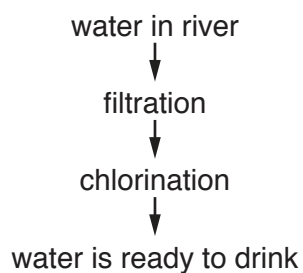 water in river
filtration
chlorination
water is ready to drink